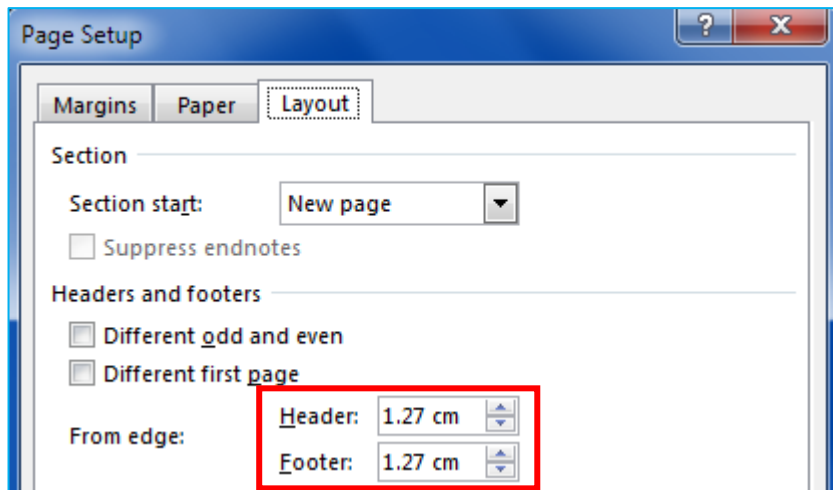 Page Setup
?
Margins Paper Layout
Section
Section start: New page
Suppress endnotes
Headers and footers
Different odd and even
Different first page
From edge:
Header: 1.27 cm
Footer: 1.27 cm